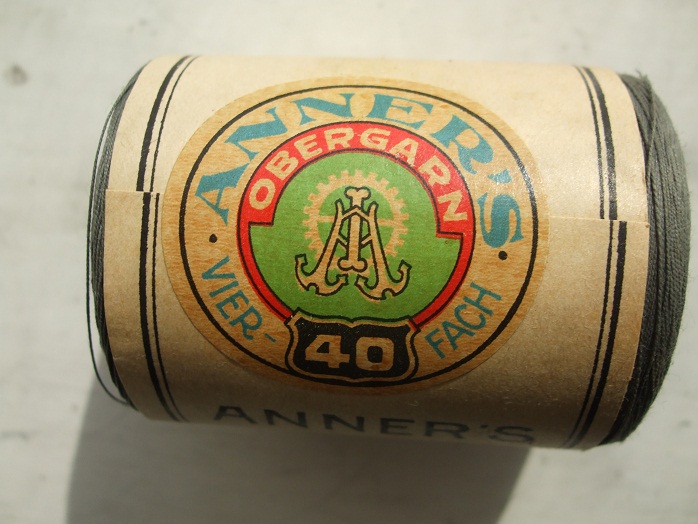 ANNER'S
OBERGARN
VIER-FACH
40
ANNER'S